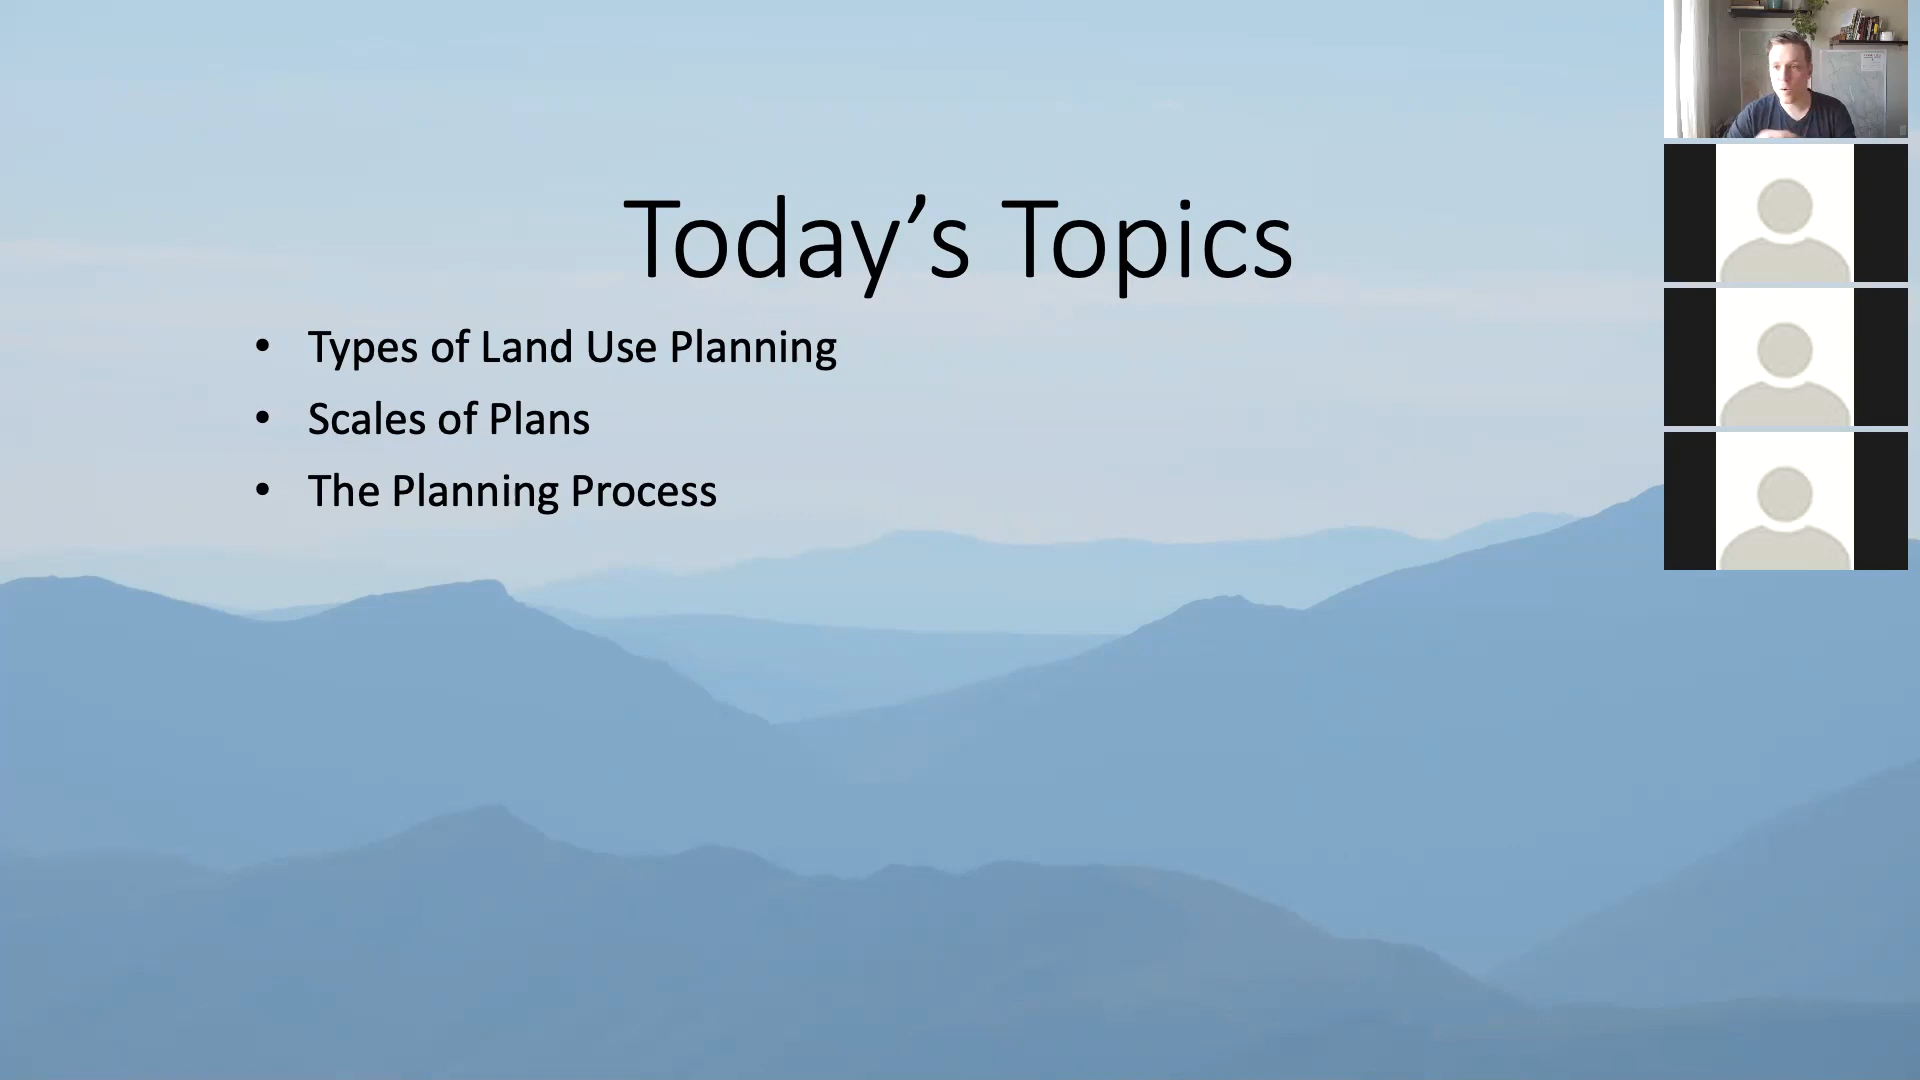 Today’s Topics
• Types of Land Use Planning
• Scales of Plans
• The Planning Process